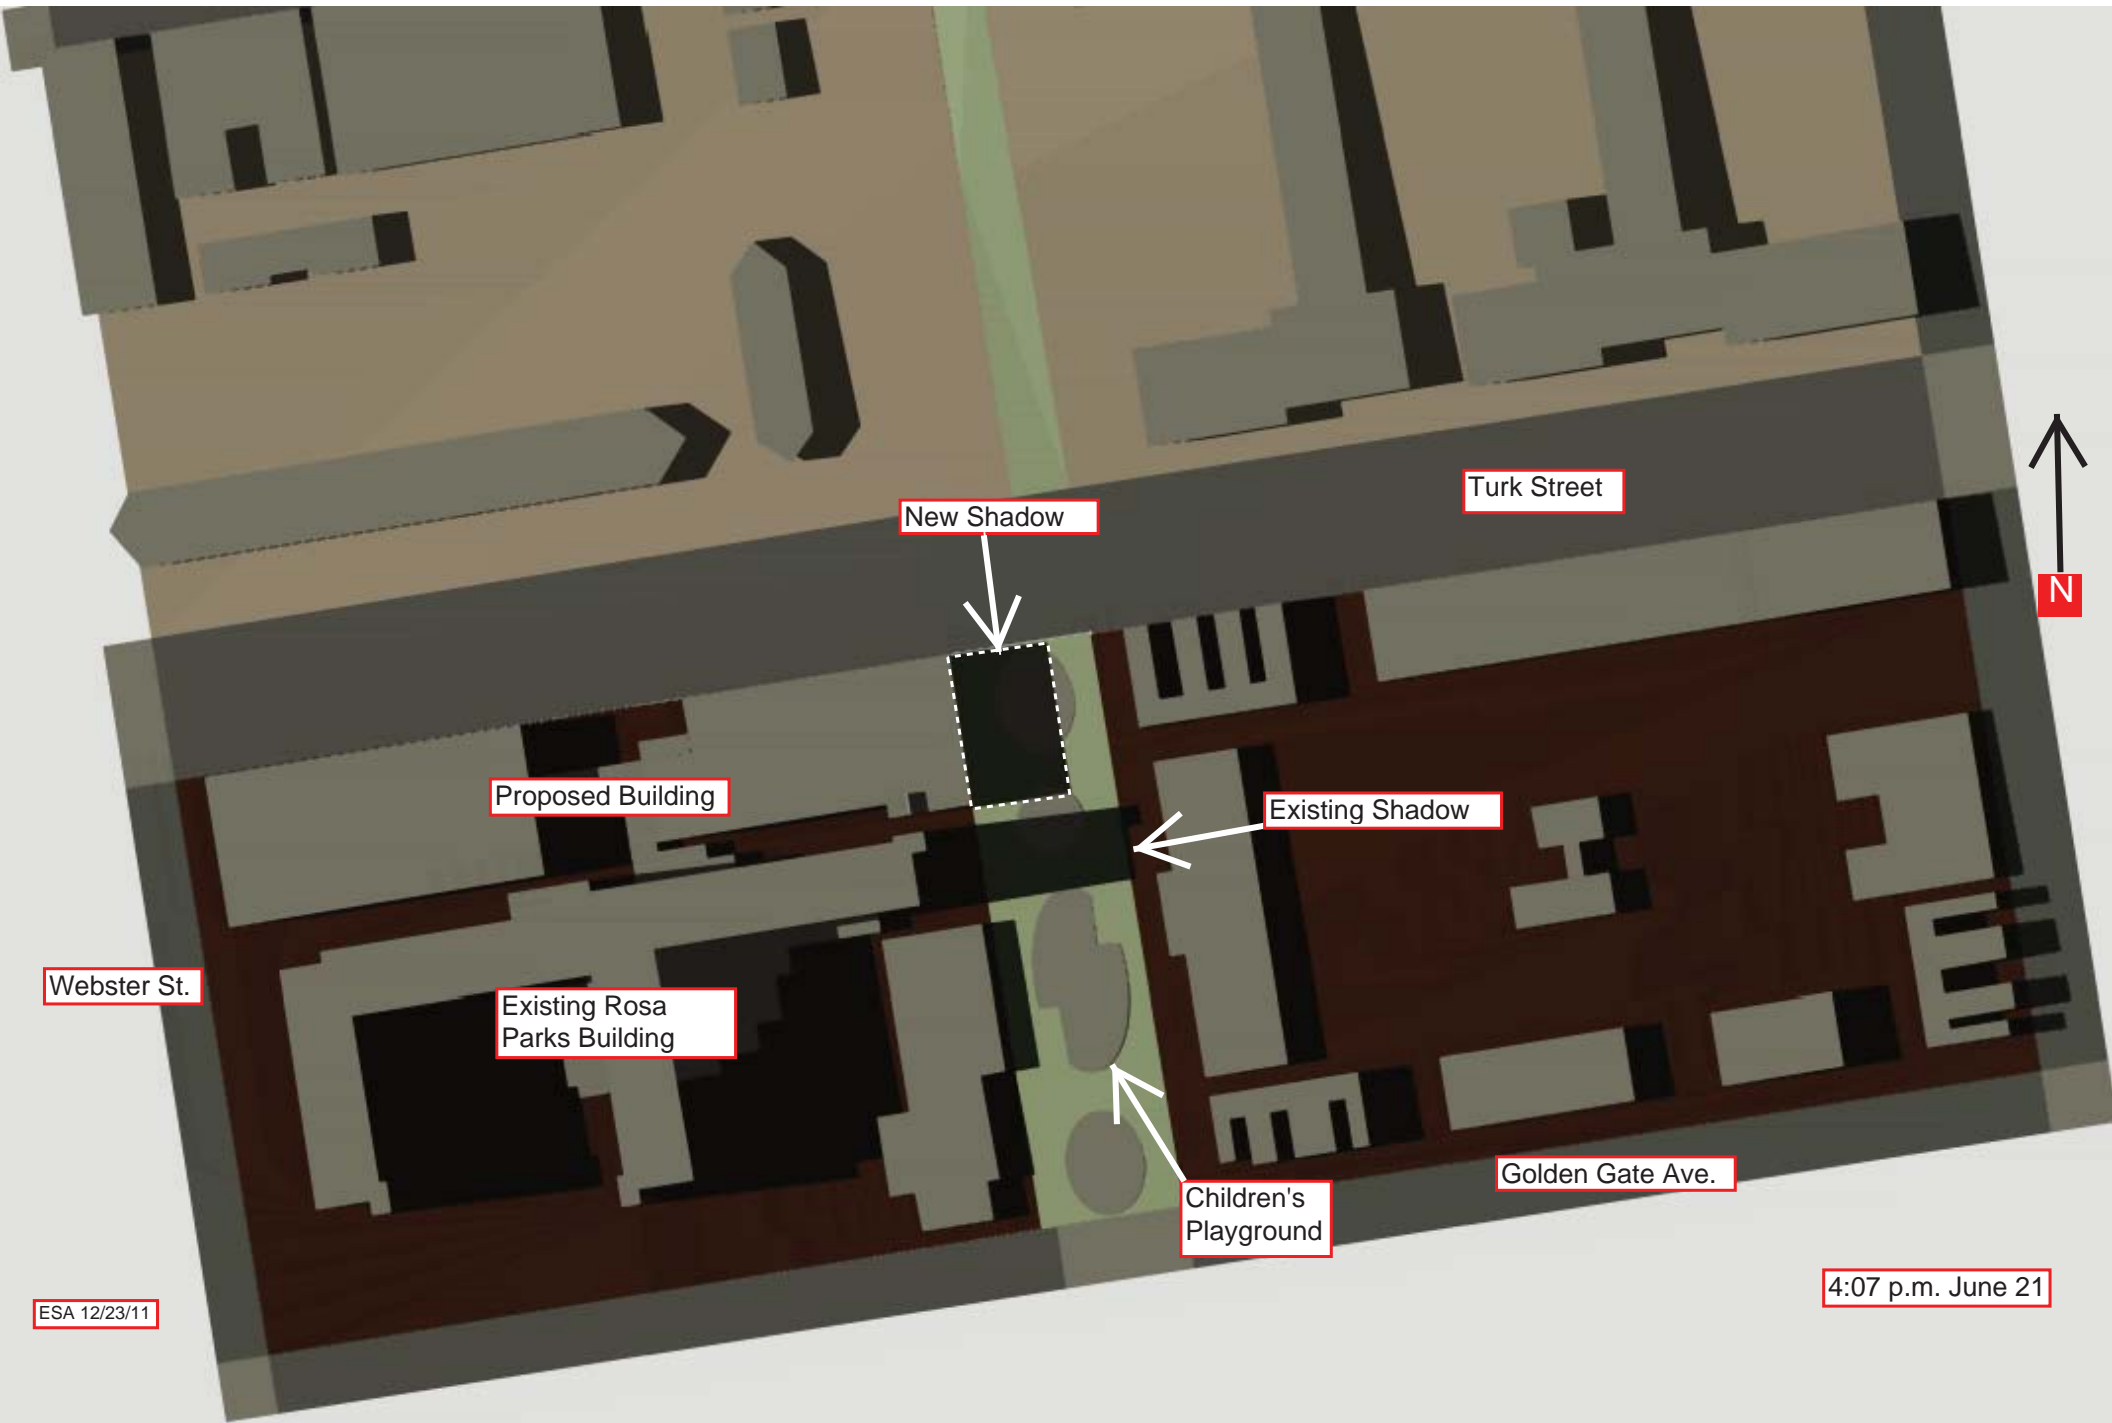 Turk Street
New Shadow
N
Proposed Building
Existing Shadow
Webster St.
Existing Rosa
Parks Building
Golden Gate Ave.
Children's
Playground
4:07 p.m. June 21
ESA 12/23/11